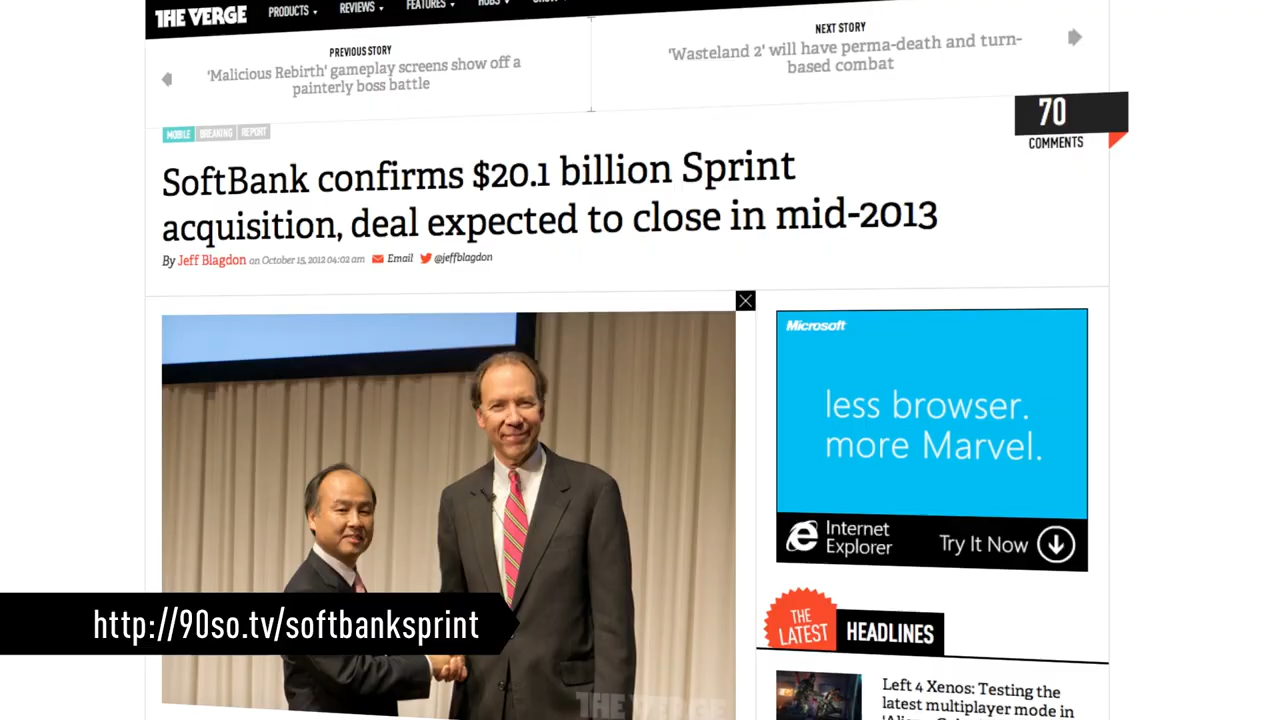 THE VERGE
PRODUCTS
REVIEWS
FEATURES
HUBS
PREVIOUS STORY
'Malicious Rebirth' gameplay screens show off a
painterly boss battle
NEXT STORY
'Wasteland 2' will have perma-death and turn-
based combat
MOBILE BREAKING REPORT
70
COMMENTS
SoftBank confirms $20.1 billion Sprint
acquisition, deal expected to close in mid-2013
By Jeff Blagdon on October 15, 2012 04:02 am Email @jeffblagdon
Microsoft
less browser.
more Marvel.
Internet
Explorer
Try It Now
http://90so.tv/softbanksprint
THE
LATEST
HEADLINES
Left 4 Xenos: Testing the
latest multiplayer mode in
THE VERGE